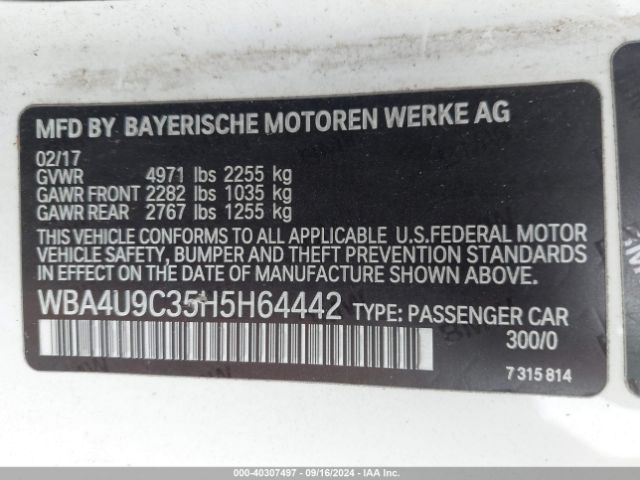 MFD BY BAYERISCHE MOTOREN WERKE AG
02/17
GVWR 4971 lbs 2255 kg
GAWR FRONT 2282 lbs 1035 kg
GAWR REAR 2767 lbs 1255 kg
THIS VEHICLE CONFORMS TO ALL APPLICABLE U.S.FEDERAL MOTOR
VEHICLE SAFETY, BUMPER AND THEFT PREVENTION STANDARDS
IN EFFECT ON THE DATE OF MANUFACTURE SHOWN ABOVE.
WBA4U9C35H5H64442 TYPE: PASSENGER CAR
300/0
7 315 814
© - 40307497 - 09/16/2024 - IAAI.COM